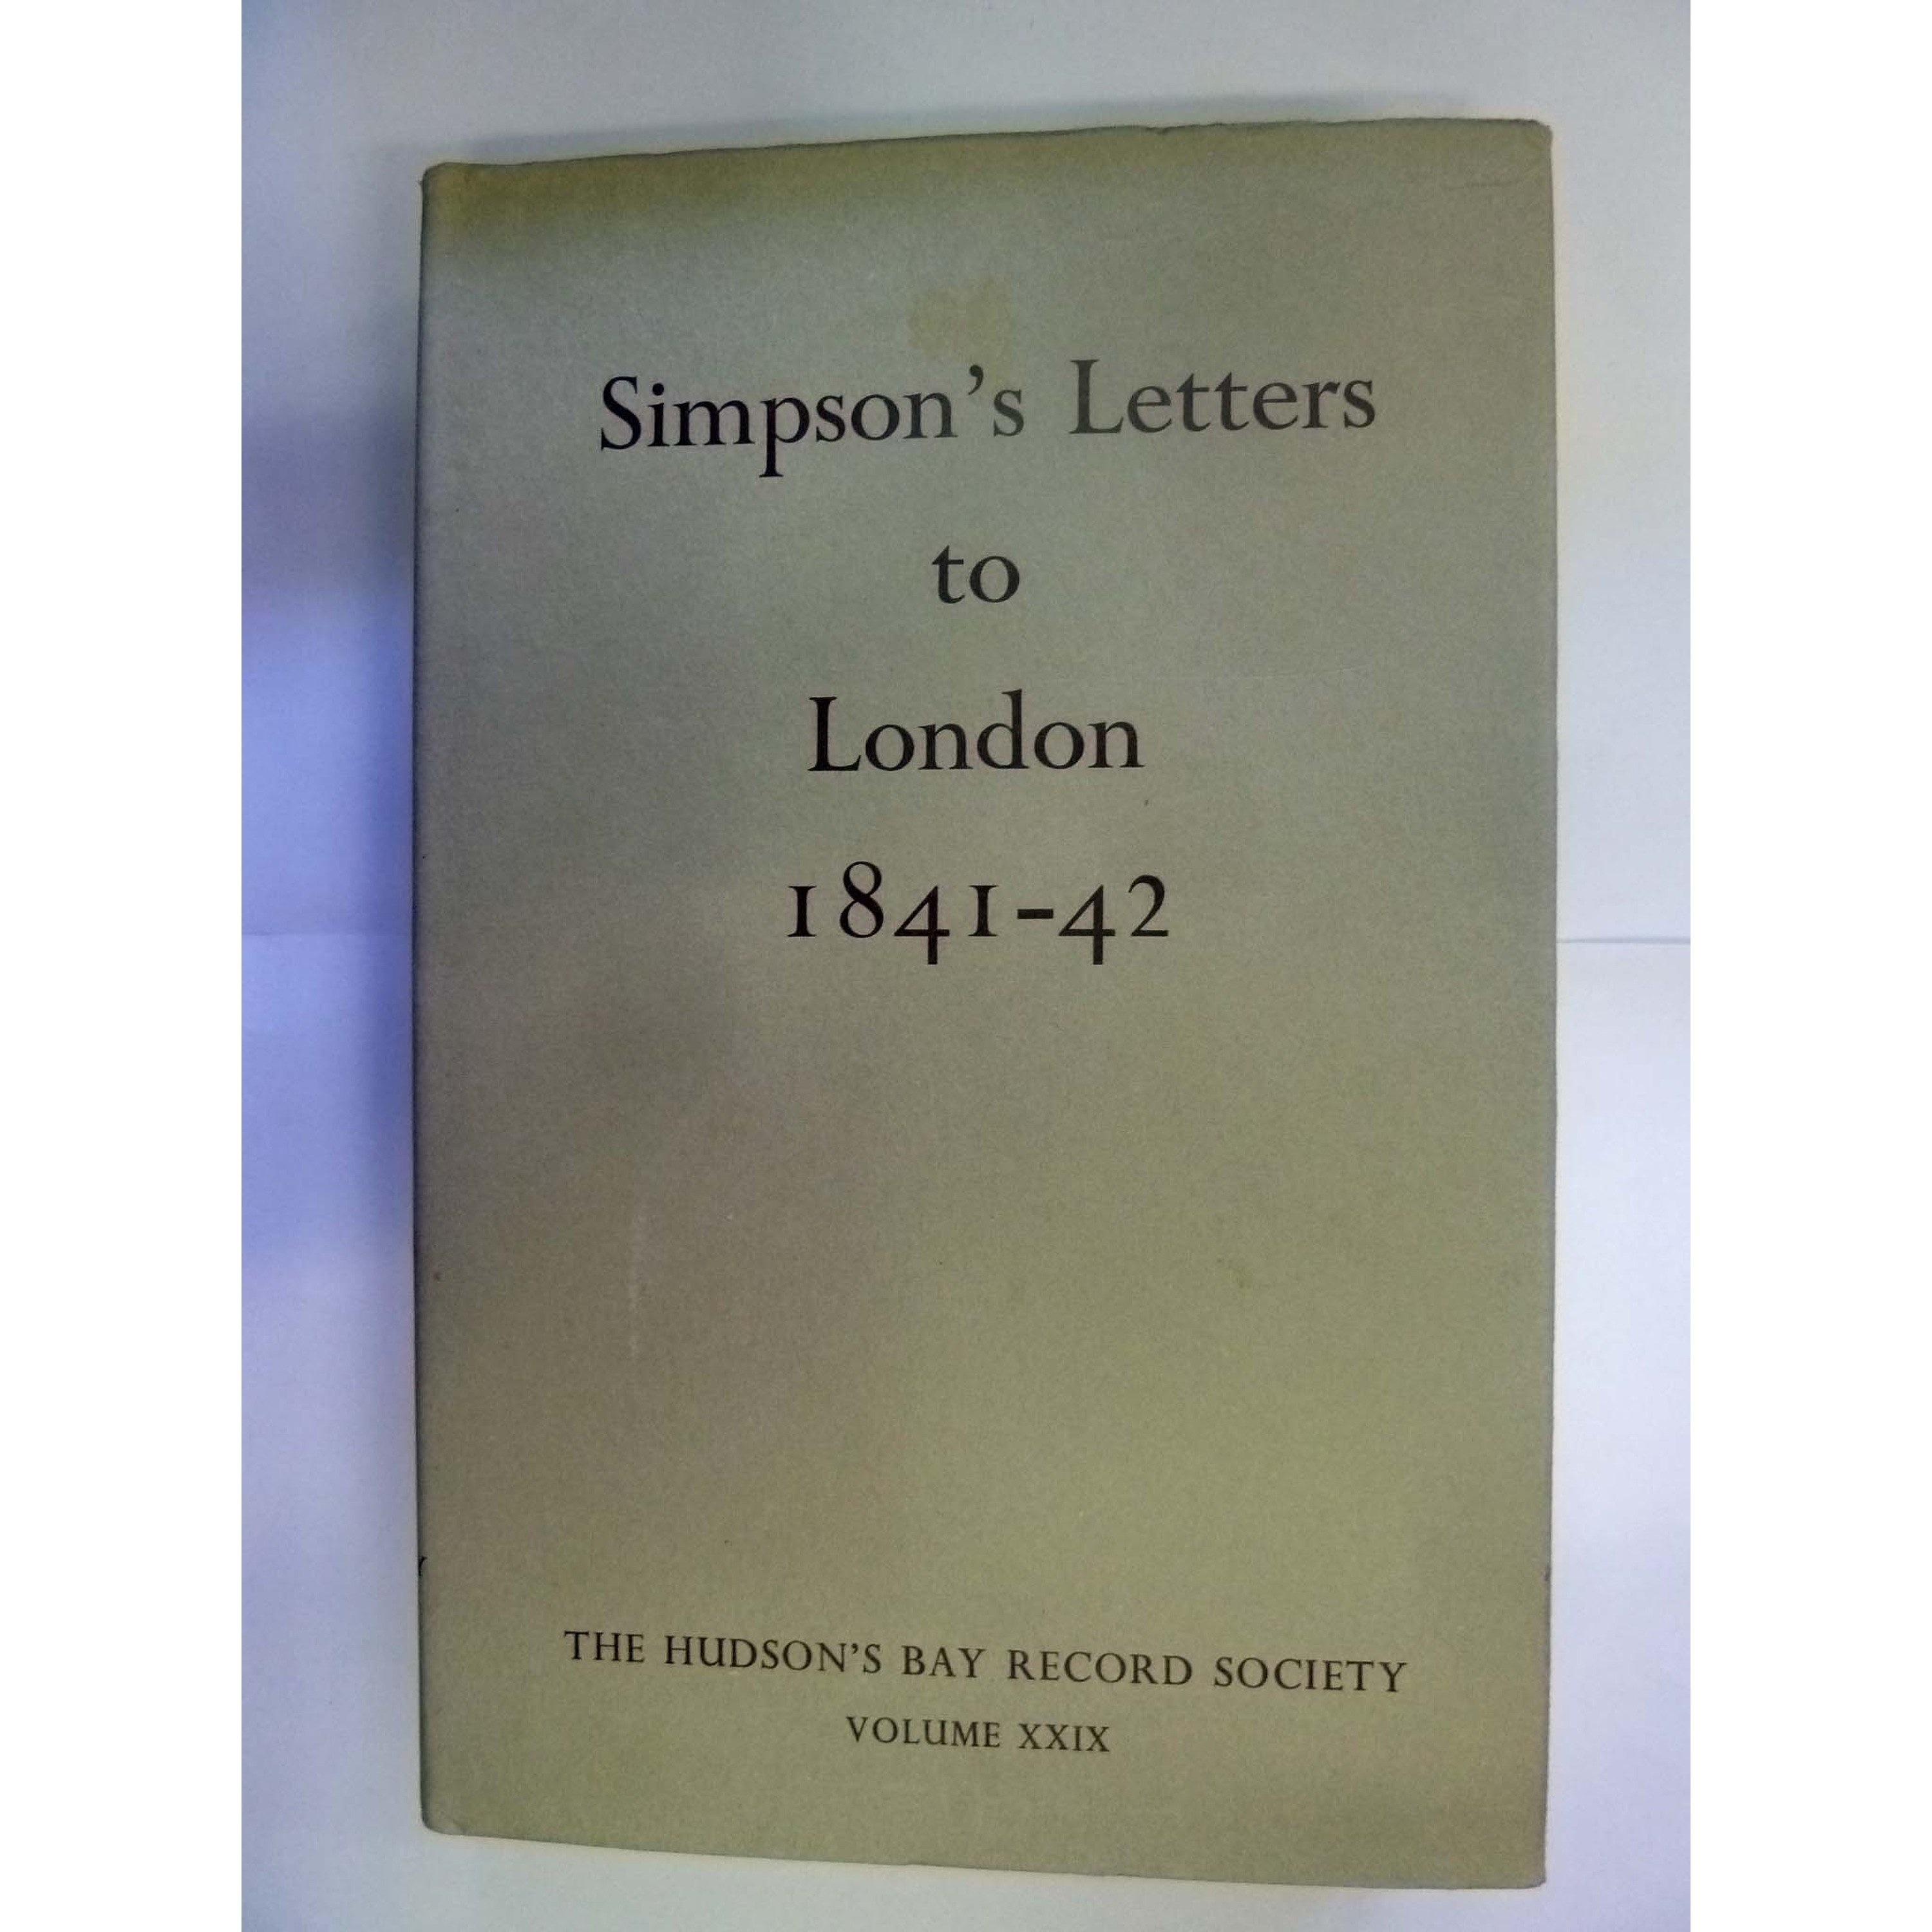 Simpson's Letters
to
London
1841-42
THE HUDSON'S BAY RECORD SOCIETY
VOLUME XXIX